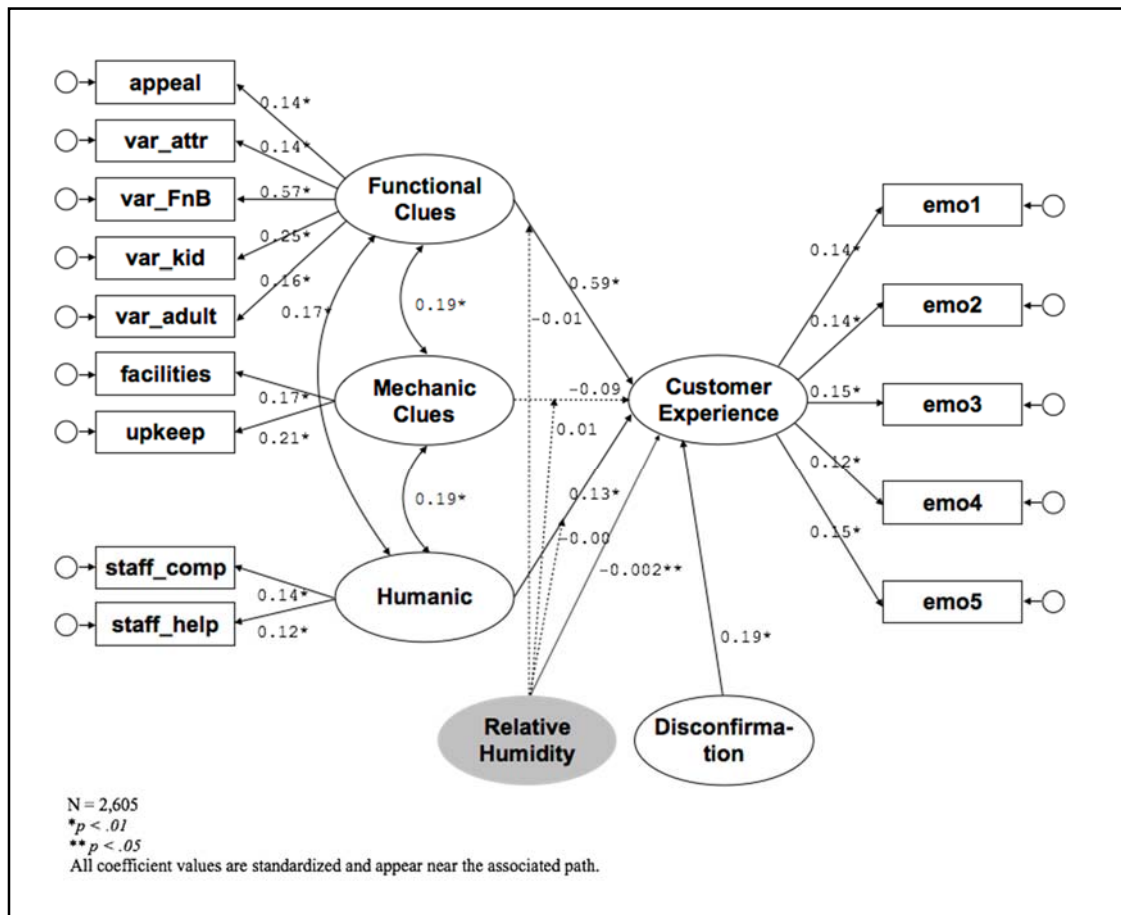 appeal
0.14*
var_attr
0.14*
var_FnB
0.57*
var_kid
0.25*
var_adult
0.16*
facilities
0.17*
upkeep
0.21*
staff_comp
0.14*
staff_help
0.12*
Functional
Clues
0.17*
0.19*
Mechanic
Clues
0.19*
Humanic
0.59*
-0.01
-0.09
0.01
0.13*
-0.00
-0.002**
0.19*
Customer
Experience
Relative
Humidity
Disconfirma-
tion
0.14*
emo1
0.14*
emo2
0.15*
emo3
0.12*
emo4
0.15*
emo5
N = 2,605
*p < .01
**p < .05
All coefficient values are standardized and appear near the associated path.